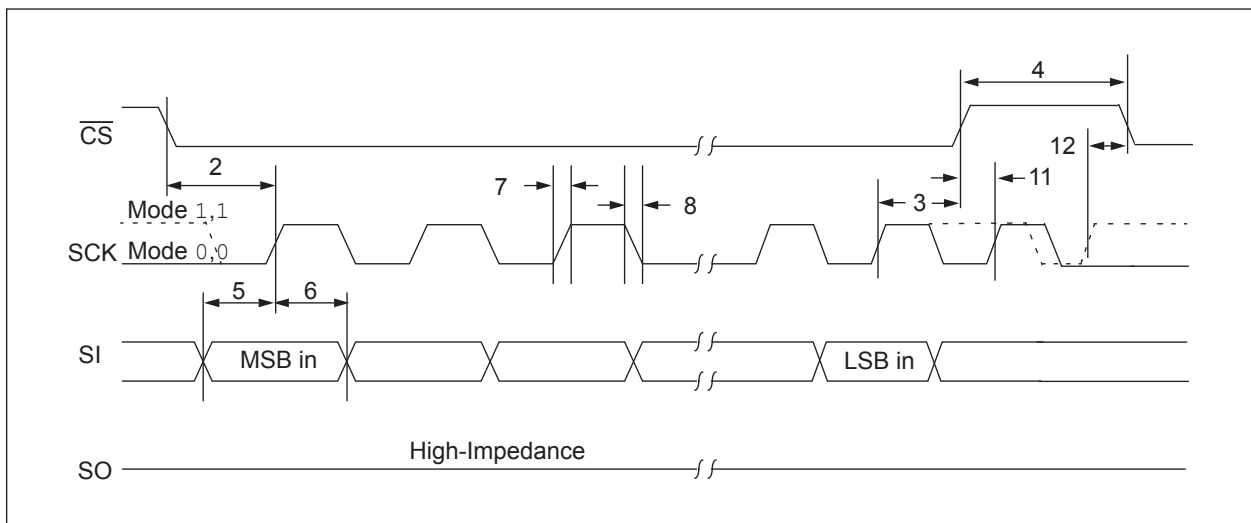 4
CS
12
2
7
8
3
11
Mode 1,1
SCK Mode 0,0
5
6
SI
MSB in
LSB in
High-Impedance
SO